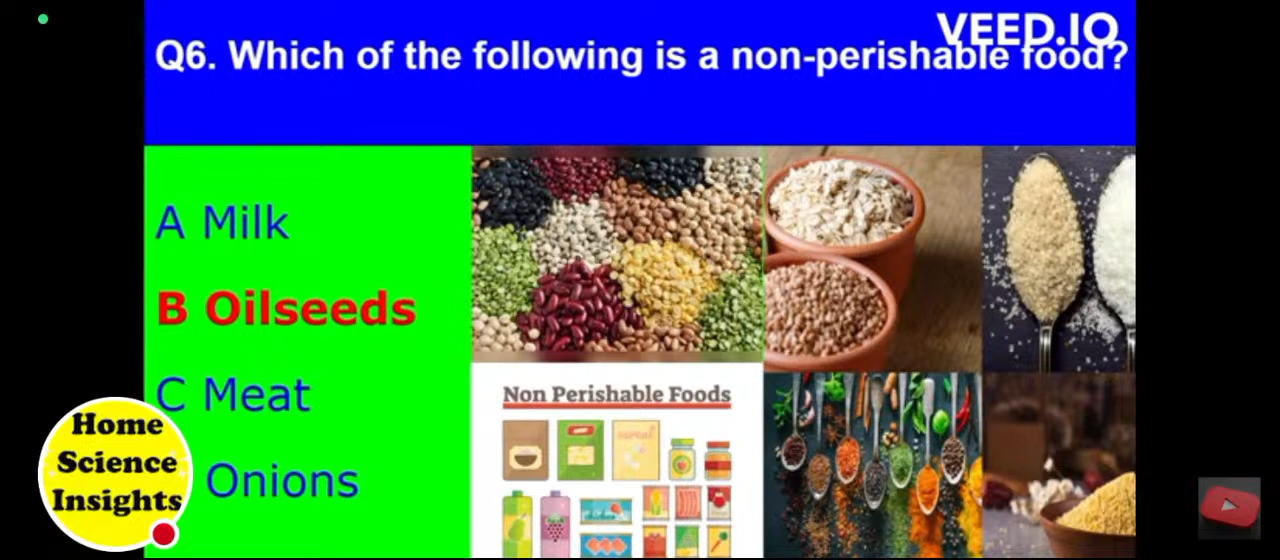 VEED.IO
Q6. Which of the following is a non-perishable food?
A Milk
B Oilseeds
C Meat
Onions
Non Perishable Foods
cereal
Home
Science
Insights